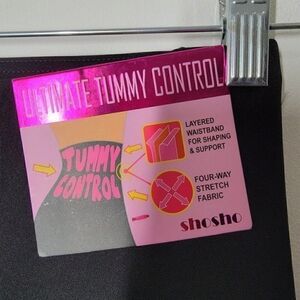 ULTIMATE TUMMY CONTROL
LAYERED
WAISTBAND
FOR SHAPING
& SUPPORT
TUMMY
CONTROL
FOUR-WAY
STRETCH
FABRIC
shosho